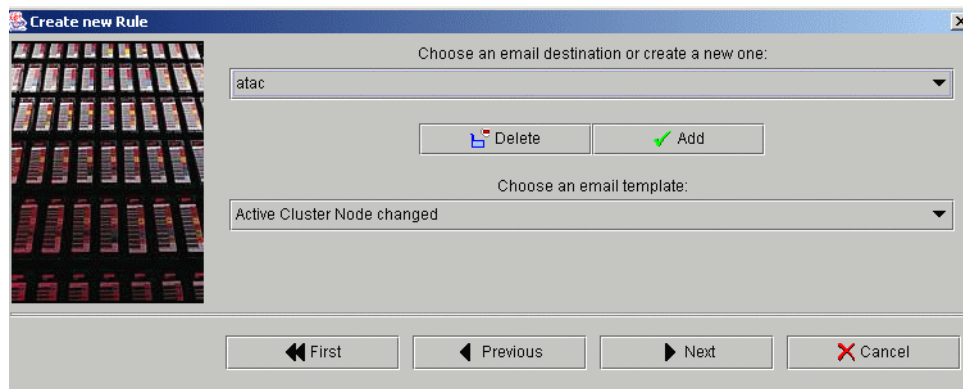 Create new Rule
Choose an email destination or create a new one:
atac
Delete
Add
Choose an email template:
Active Cluster Node changed
First
Previous
Next
Cancel